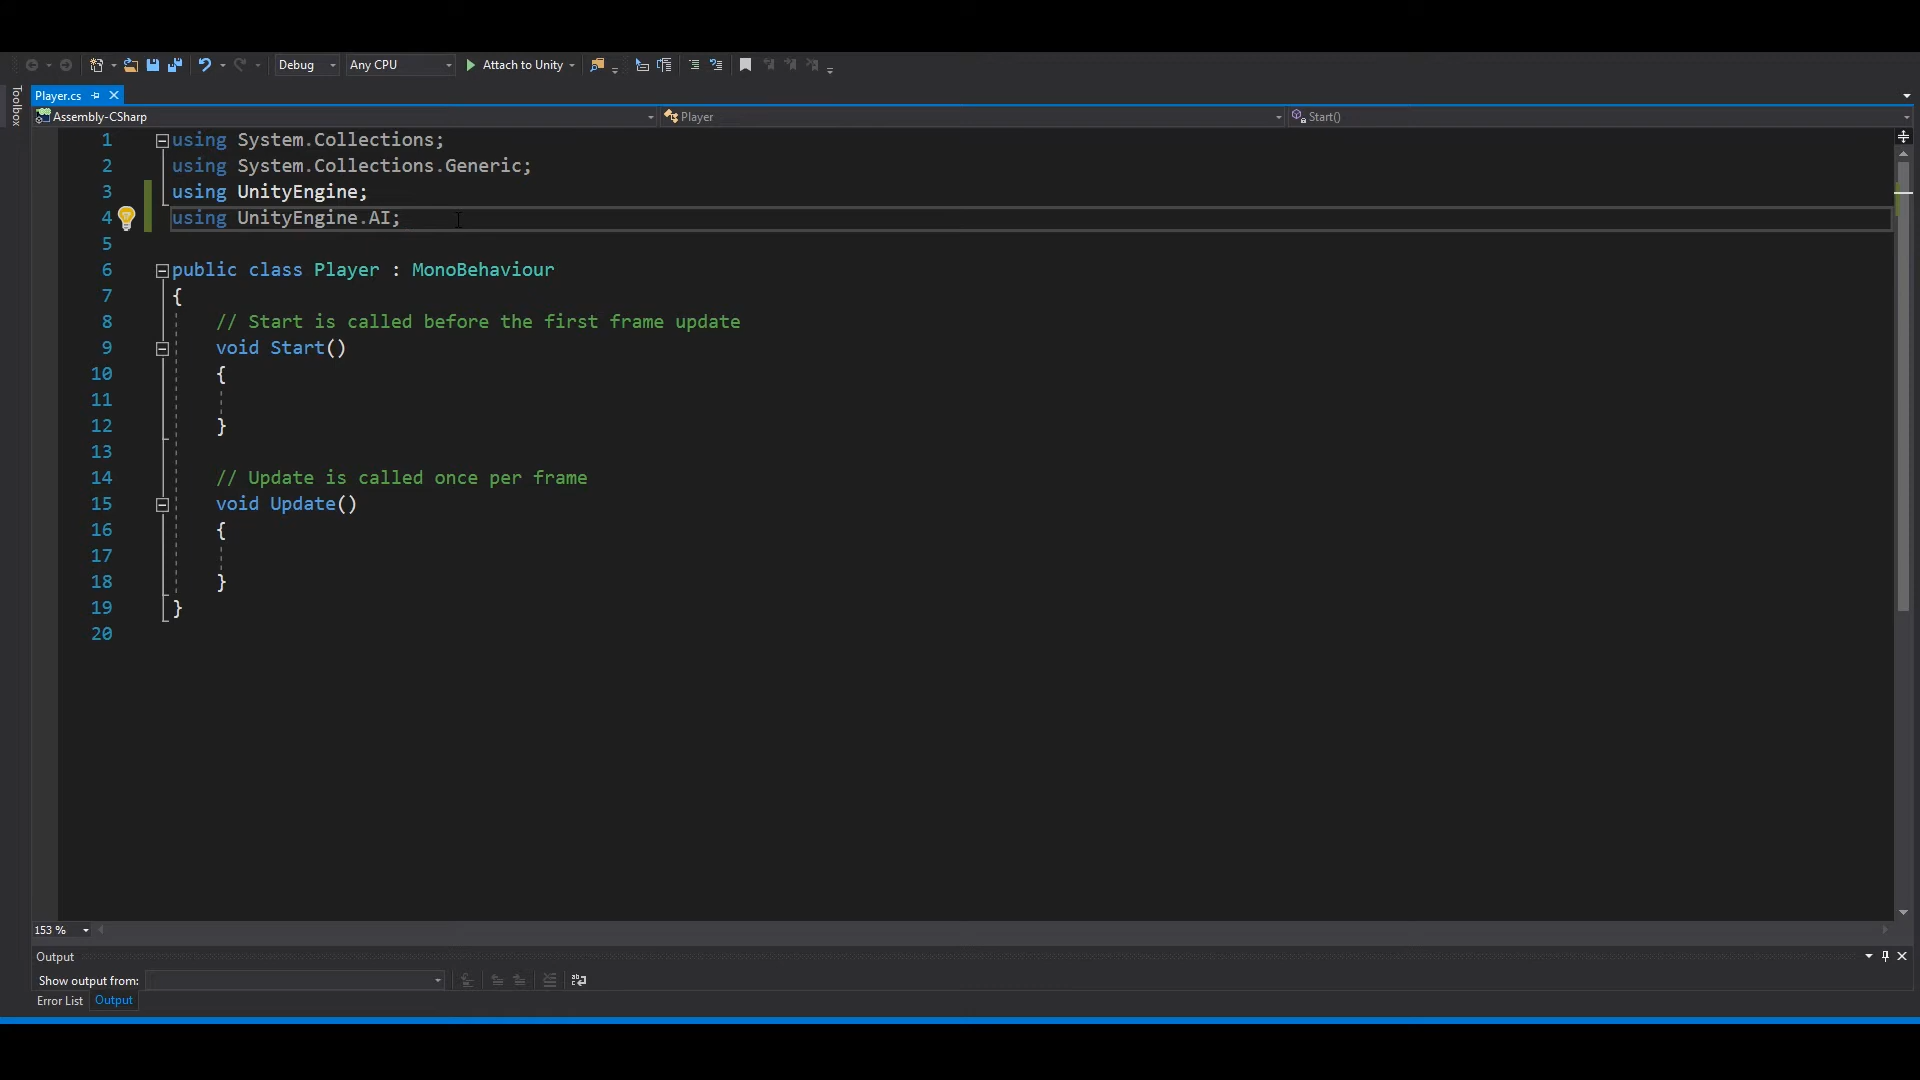 Debug Any CPU Attach to Unity
Toolbox
Player.cs
Assembly-CSharp Player Start()
1 using System.Collections;
2 using System.Collections.Generic;
3 using UnityEngine;
4 using UnityEngine.AI;
5
6 public class Player : MonoBehaviour
7 {
8 // Start is called before the first frame update
9 void Start()
10 {
11
12 }
13
14 // Update is called once per frame
15 void Update()
16 {
17
18 }
19 }
20
153 %
Output
Show output from:
Error List Output